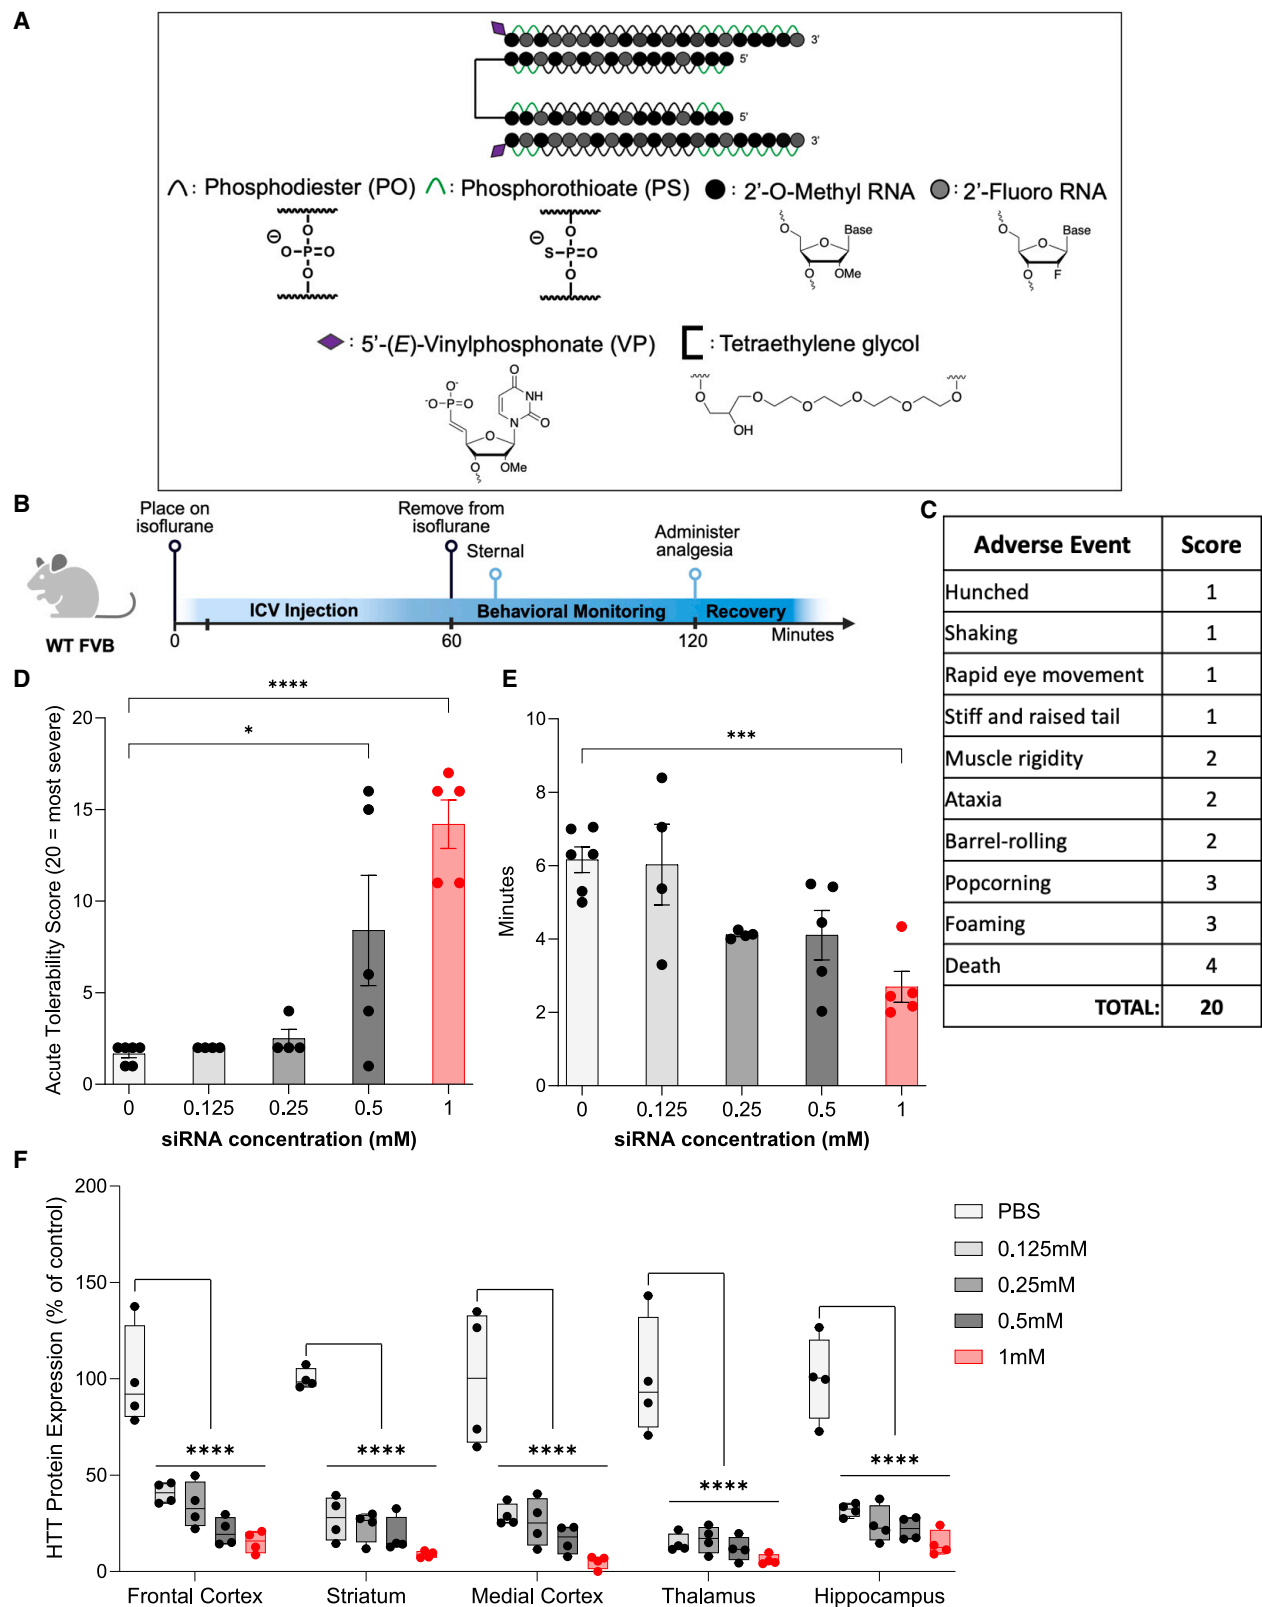 A
3'
5'
5'
3'
: Phosphodiester (PO) : Phosphorothioate (PS) : 2'-O-Methyl RNA : 2'-Fluoro RNA
O
O–P=O
O
O
S–P=O
O
O
O
Base
O
OMe
O
O
Base
O
F
: 5'-(E)-Vinylphosphonate (VP) : Tetraethylene glycol
O-
-O–P=O
O
NH
N
O
O
O
OMe
O
OH
O
O
O
O
O
B
Place on
isoflurane
Remove from
isoflurane
Sternal
Administer
analgesia
ICV Injection
Behavioral Monitoring
Recovery
WT FVB
0
60
120
Minutes
C
Adverse Event Score
Hunched 1
Shaking 1
Rapid eye movement 1
Stiff and raised tail 1
Muscle rigidity 2
Ataxia 2
Barrel-rolling 2
Popcorning 3
Foaming 3
Death 4
TOTAL: 20
D
Acute Tolerability Score (20 = most severe)
20
15
10
5
0
****
*
0 0.125 0.25 0.5 1
siRNA concentration (mM)
E
Minutes
10
8
6
4
2
0
***
0 0.125 0.25 0.5 1
siRNA concentration (mM)
F
HTT Protein Expression (% of control)
200
150
100
50
0
****
****
****
****
****
Frontal Cortex Striatum Medial Cortex Thalamus Hippocampus
PBS
0.125mM
0.25mM
0.5mM
1mM